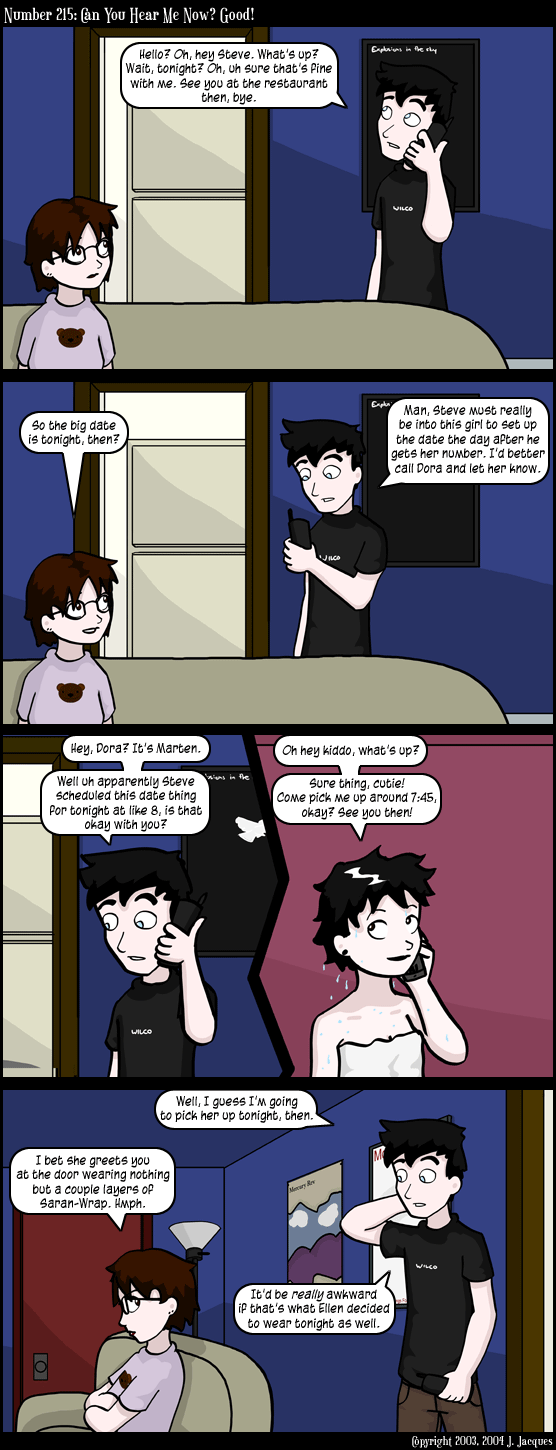 Number 215: Can You Hear Me Now? Good!
Hello? Oh, hey Steve. What's up?
Wait, tonight? Oh, uh sure that's fine
with me. See you at the restaurant
then, bye.
Explosions in the sky
WILCO
So the big date
is tonight, then?
Man, Steve must really
be into this girl to set up
the date the day after he
gets her number. I'd better
call Dora and let her know.
Explosi
WILCO
Hey, Dora? It's Marten.
Well uh apparently Steve
scheduled this date thing
for tonight at like 8, is that
okay with you?
plosions in the
WILCO
Oh hey kiddo, what's up?
Sure thing, cutie!
Come pick me up around 7:45,
okay? See you then!
Well, I guess I'm going
to pick her up tonight, then.
I bet she greets you
at the door wearing nothing
but a couple layers of
Saran-Wrap. Hmph.
Mercury Rev
WILCO
It'd be really awkward
if that's what Ellen decided
to wear tonight as well.
Copyright 2003, 2004 J. Jacques